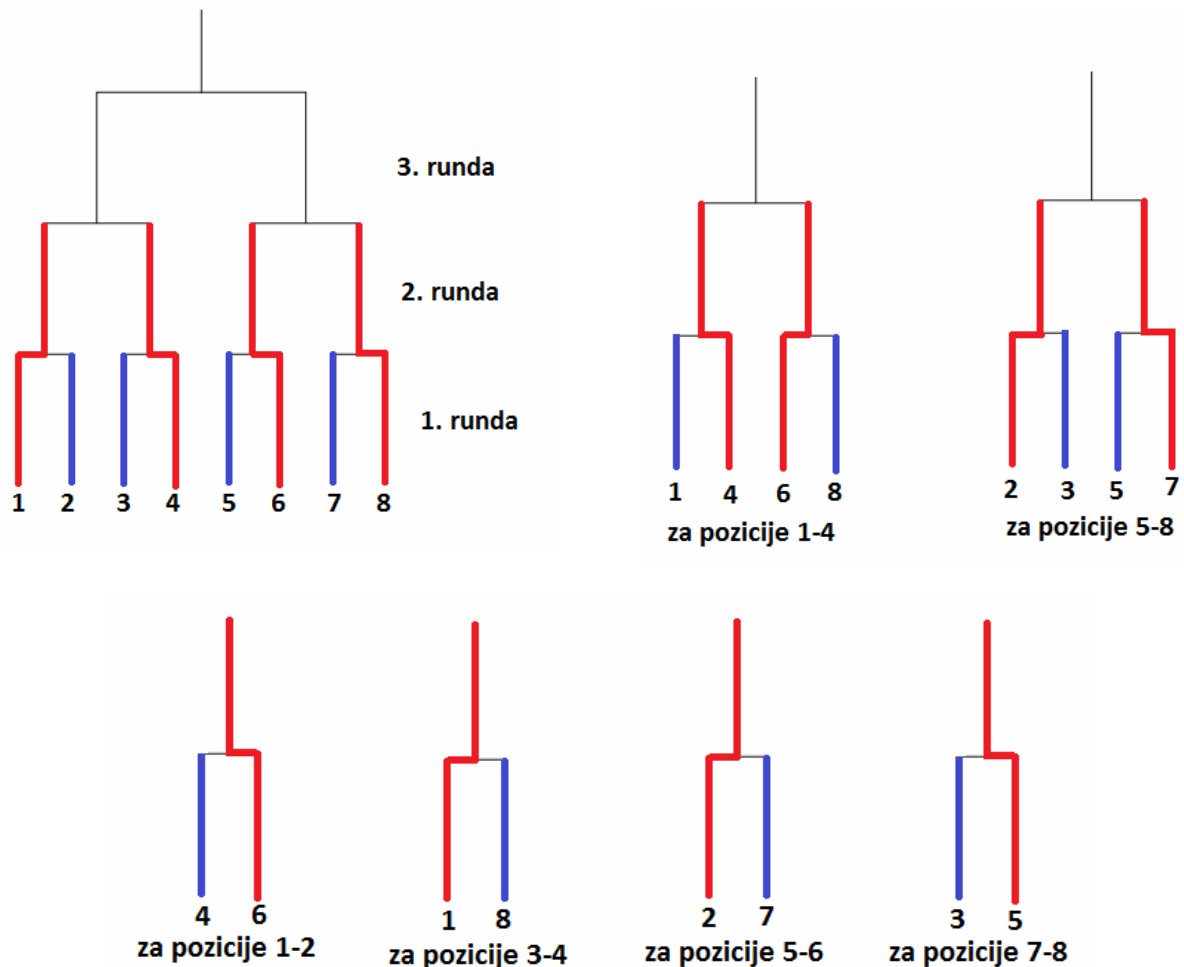 3. runda
2. runda
1. runda
1 2 3 4 5 6 7 8
1 4 6 8
za pozicije 1-4
2 3 5 7
za pozicije 5-8
4 6
za pozicije 1-2
1 8
za pozicije 3-4
2 7
za pozicije 5-6
3 5
za pozicije 7-8